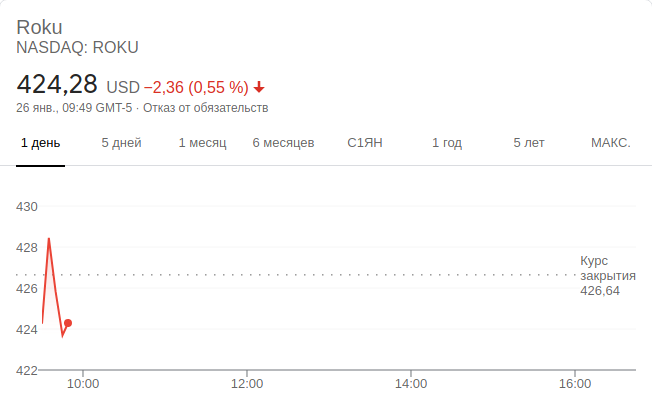 Roku
NASDAQ: ROKU
424,28 USD −2,36 (0,55 %)
26 янв., 09:49 GMT-5 · Отказ от обязательств
1 день 5 дней 1 месяц 6 месяцев С1ЯН 1 год 5 лет МАКС.
430
428
Курс
закрытия
426,64
426
424
422
10:00 12:00 14:00 16:00